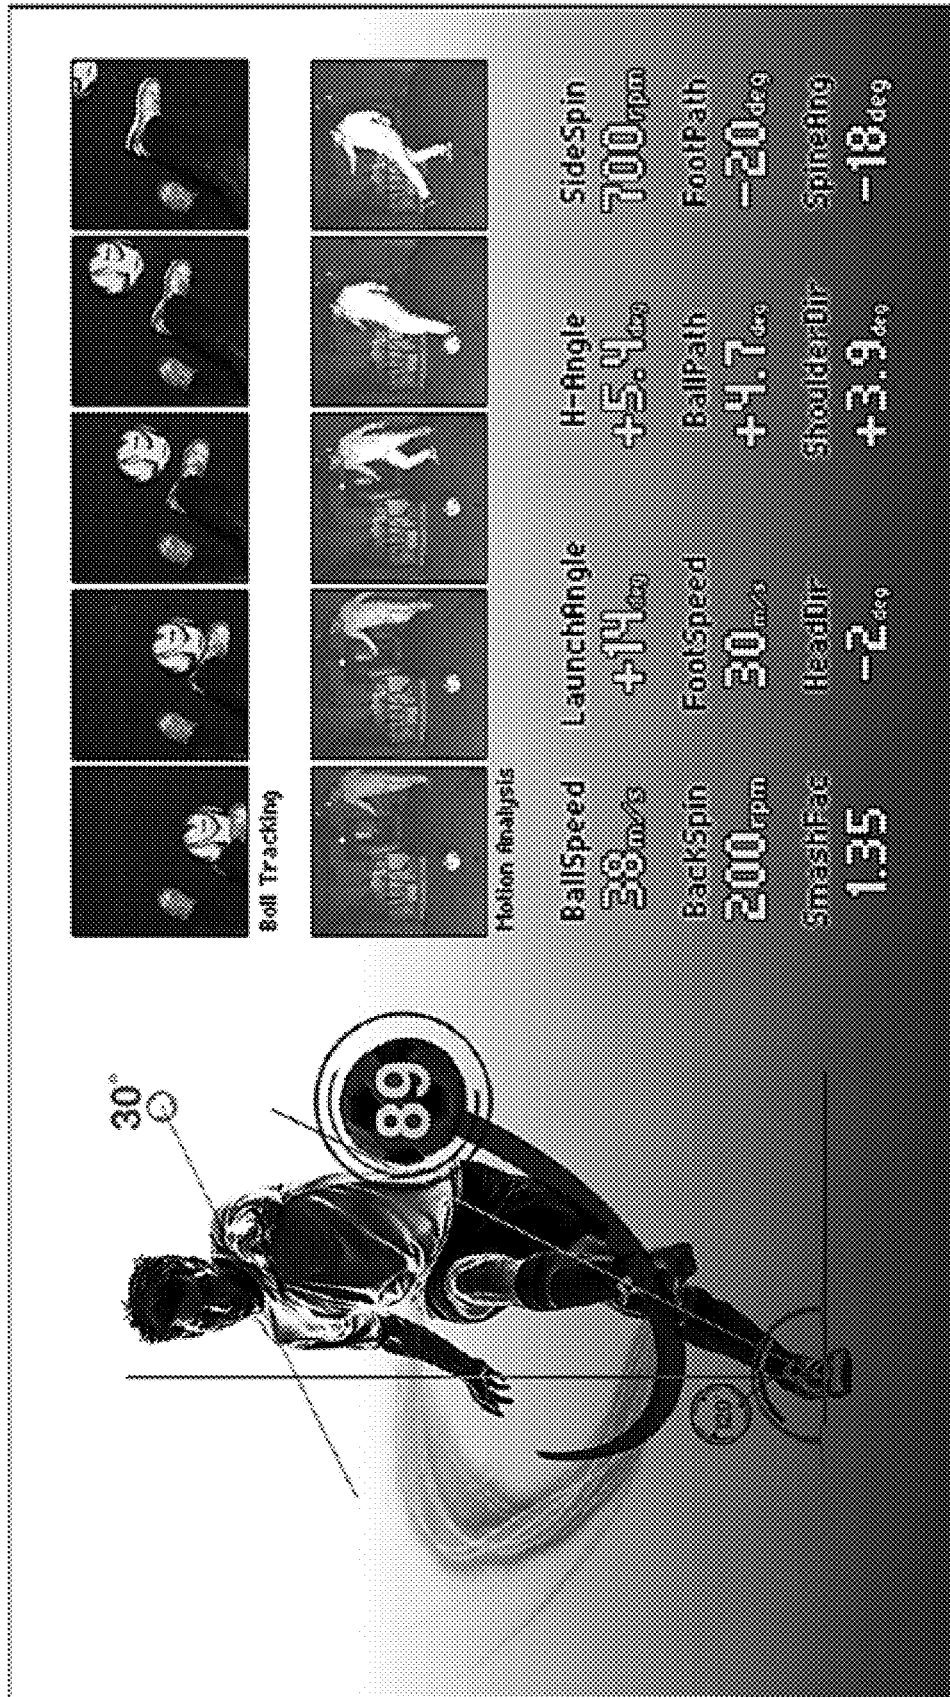 30°
89
Boll Tracking
Motion Analysis
BallSpeed LaunchAngle H-Angle SideSpin
38m/s +14deg +5.4deg 700rpm
BackSpin FootSpeed BallPath FootPath
200rpm 30m/s +4.7deg -20deg
SmashFac HeadDir ShoulderDir SpineAng
1.35 -2deg +3.9deg -18deg